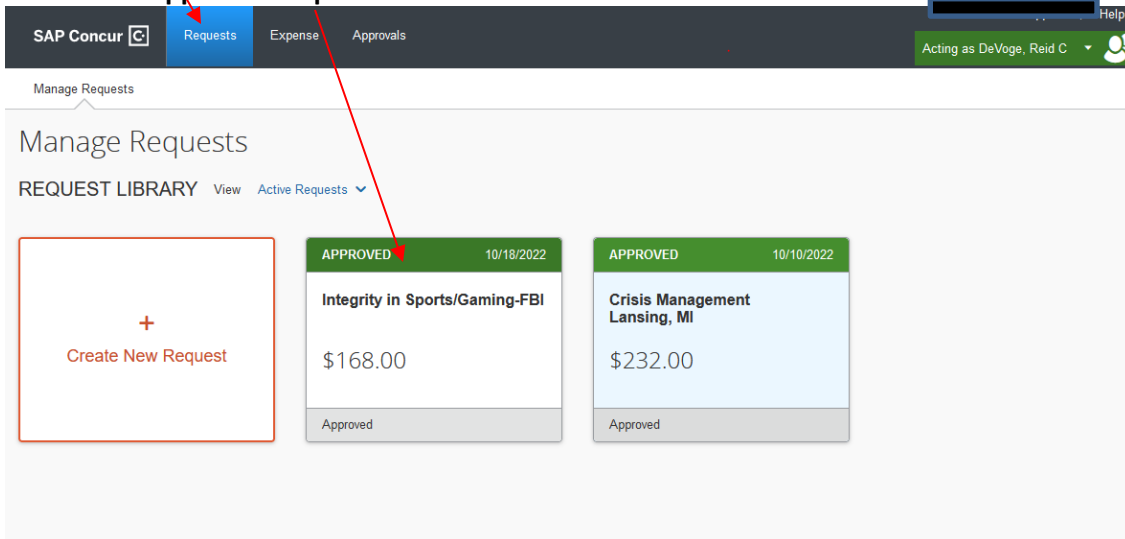 Help
SAP Concur C
Requests
Expense
Approvals
Acting as DeVoge, Reid C
Manage Requests
Manage Requests
REQUEST LIBRARY View Active Requests
APPROVED 10/18/2022
APPROVED 10/10/2022
Integrity in Sports/Gaming-FBI
Crisis Management
Lansing, MI
+
Create New Request
$168.00
$232.00
Approved
Approved